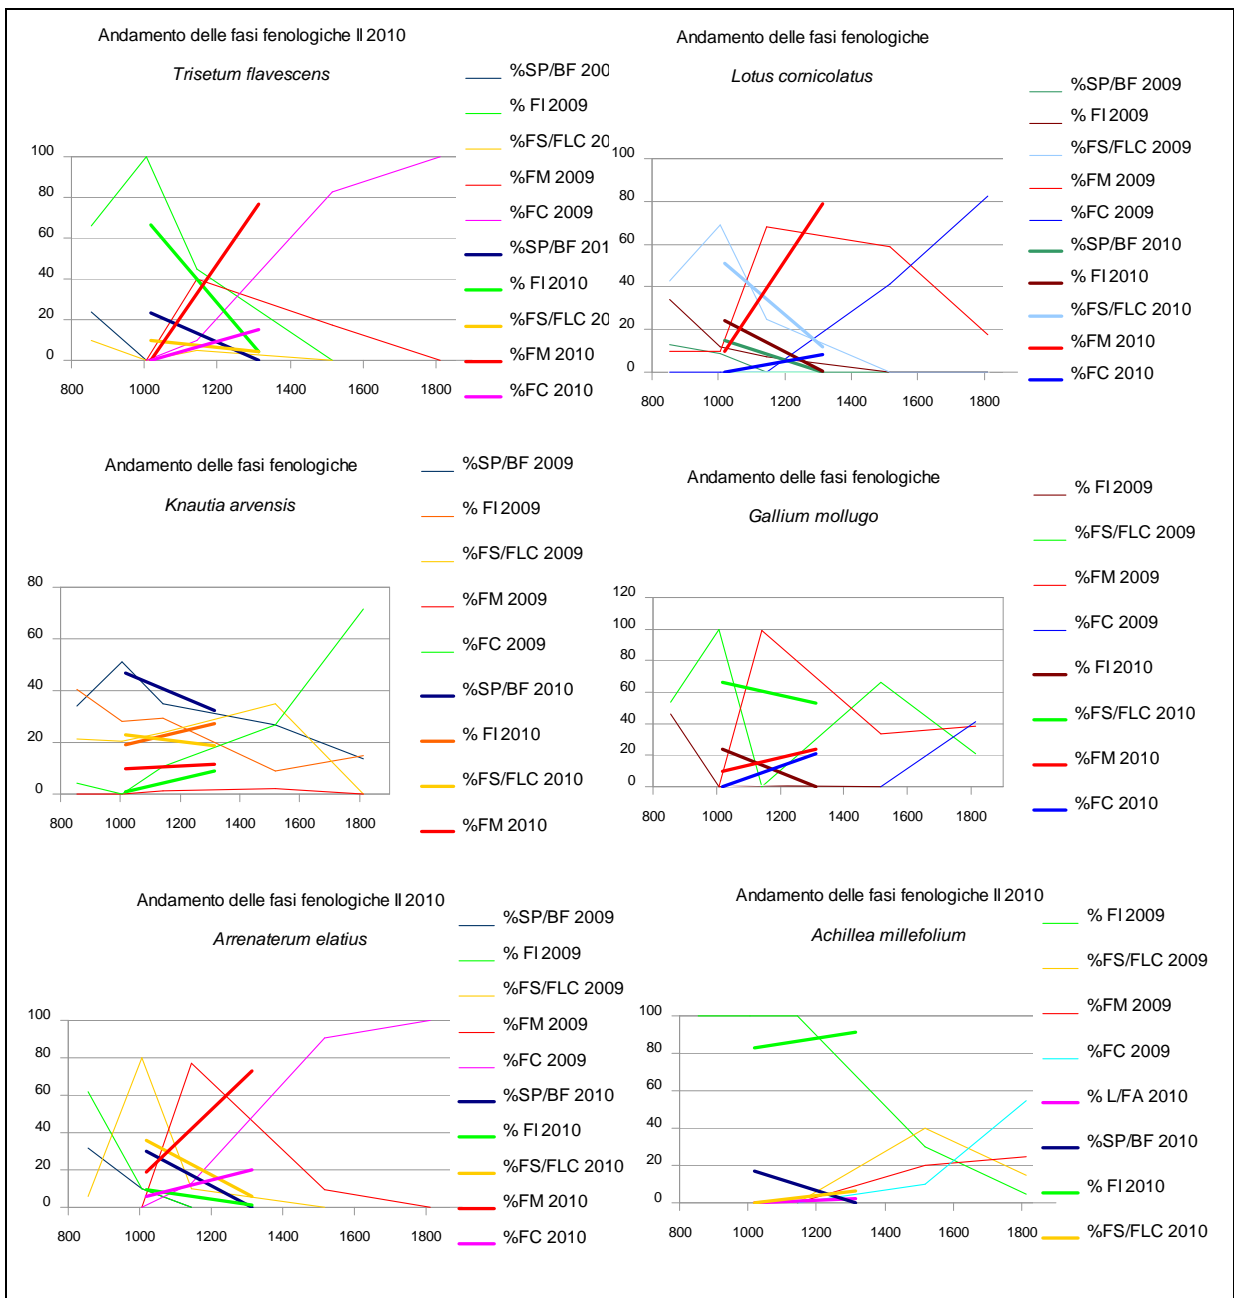 Andamento delle fasi fenologiche II 2010
Trisetum flavescens
%SP/BF 200
% FI 2009
%FS/FLC 20
%FM 2009
%FC 2009
%SP/BF 201
% FI 2010
%FS/FLC 20
%FM 2010
%FC 2010
100
80
60
40
20
0
800 1000 1200 1400 1600 1800
Andamento delle fasi fenologiche
Lotus cornicolatus
%SP/BF 2009
% FI 2009
%FS/FLC 2009
%FM 2009
%FC 2009
%SP/BF 2010
% FI 2010
%FS/FLC 2010
%FM 2010
%FC 2010
100
80
60
40
20
0
800 1000 1200 1400 1600 1800
Andamento delle fasi fenologiche
Knautia arvensis
%SP/BF 2009
% FI 2009
%FS/FLC 2009
%FM 2009
%FC 2009
%SP/BF 2010
% FI 2010
%FS/FLC 2010
%FM 2010
80
60
40
20
0
800 1000 1200 1400 1600 1800
Andamento delle fasi fenologiche
Gallium mollugo
% FI 2009
%FS/FLC 2009
%FM 2009
%FC 2009
% FI 2010
%FS/FLC 2010
%FM 2010
%FC 2010
120
100
80
60
40
20
0
800 1000 1200 1400 1600 1800
Andamento delle fasi fenologiche II 2010
Arrenaterum elatius
%SP/BF 2009
% FI 2009
%FS/FLC 2009
%FM 2009
%FC 2009
%SP/BF 2010
% FI 2010
%FS/FLC 2010
%FM 2010
%FC 2010
100
80
60
40
20
0
800 1000 1200 1400 1600 1800
Andamento delle fasi fenologiche II 2010
Achillea millefolium
% FI 2009
%FS/FLC 2009
%FM 2009
%FC 2009
% L/FA 2010
%SP/BF 2010
% FI 2010
%FS/FLC 2010
100
80
60
40
20
0
800 1000 1200 1400 1600 1800